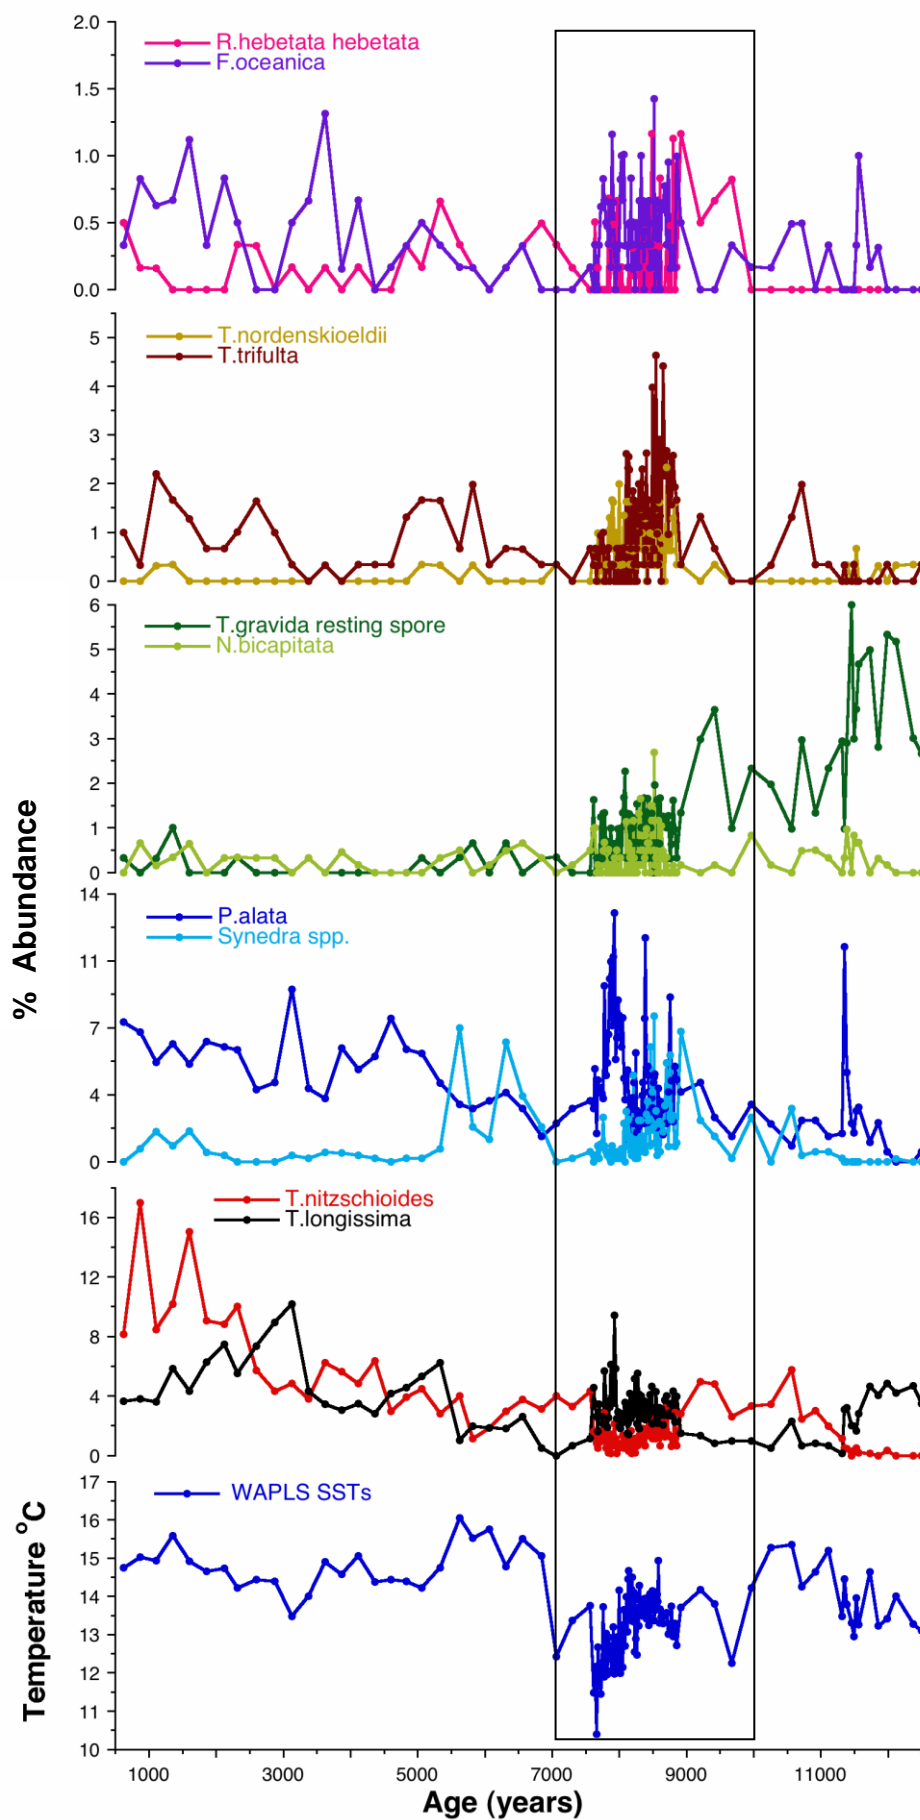 2.0
R.hebetata hebetata
F.oceanica
1.5
1.0
0.5
0.0
T.nordenskioeldii
5
T.trifulta
4
3
2
1
0
6
T.gravida resting spore
N.bicapitata
5
4
3
2
1
0
% Abundance
14
P.alata
Synedra spp.
11
7
4
0
T.nitzschioides
16
T.longissima
12
8
4
0
Temperature °C
17
WAPLS SSTs
16
15
14
13
12
11
10
1000 3000 5000 7000 9000 11000
Age (years)